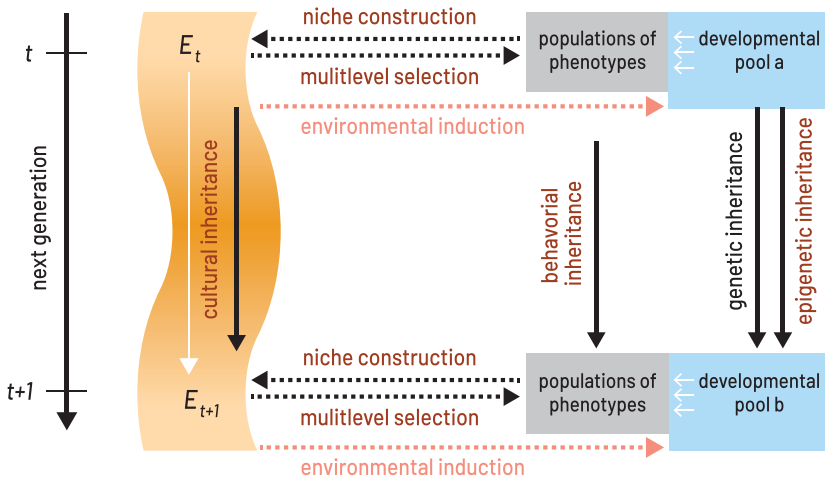 niche construction
t
E t
populations of
phenotypes
developmental
pool a
mulitlevel selection
environmental induction
next generation
cultural inheritance
behavorial
inheritance
genetic inheritance
epigenetic inheritance
niche construction
t+1
E t+1
populations of
phenotypes
developmental
pool b
mulitlevel selection
environmental induction